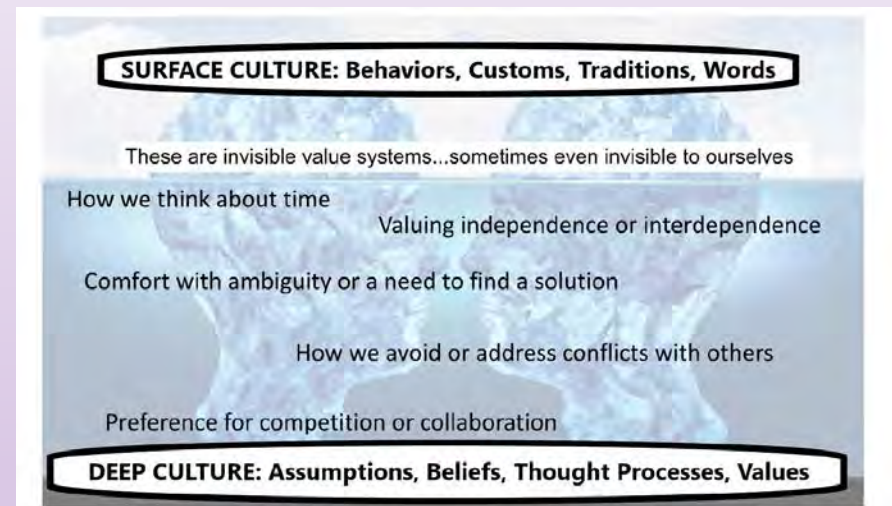 SURFACE CULTURE: Behaviors, Customs, Traditions, Words
These are invisible value systems...sometimes even invisible to ourselves
How we think about time
Valuing independence or interdependence
Comfort with ambiguity or a need to find a solution
How we avoid or address conflicts with others
Preference for competition or collaboration
DEEP CULTURE: Assumptions, Beliefs, Thought Processes, Values